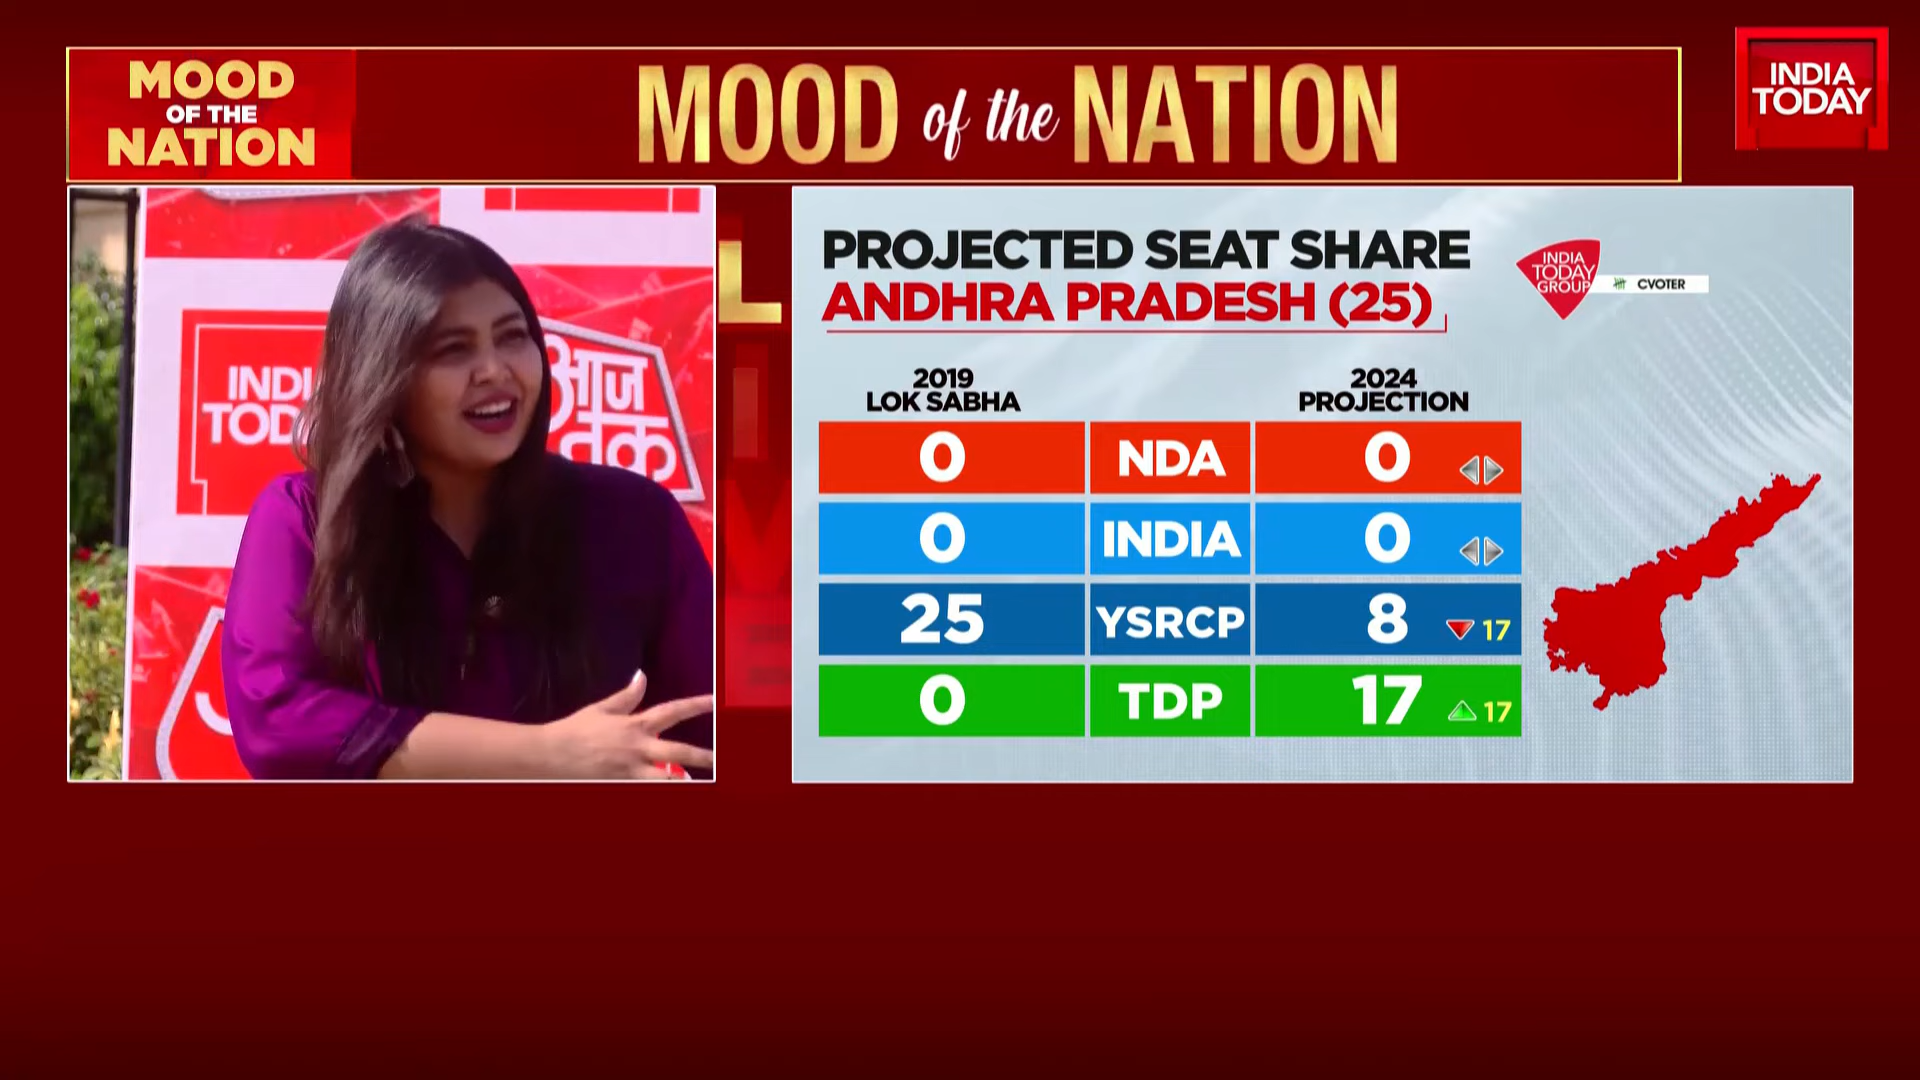 MOOD
OF THE
NATION
MOOD of the NATION
INDIA
TODAY
आज
तक
L
PROJECTED SEAT SHARE
ANDHRA PRADESH (25)
INDIA
TODAY
GROUP
CVOTER
2019
LOK SABHA
2024
PROJECTION
0 NDA 0
0 INDIA 0
25 YSRCP 8 17
0 TDP 17 17